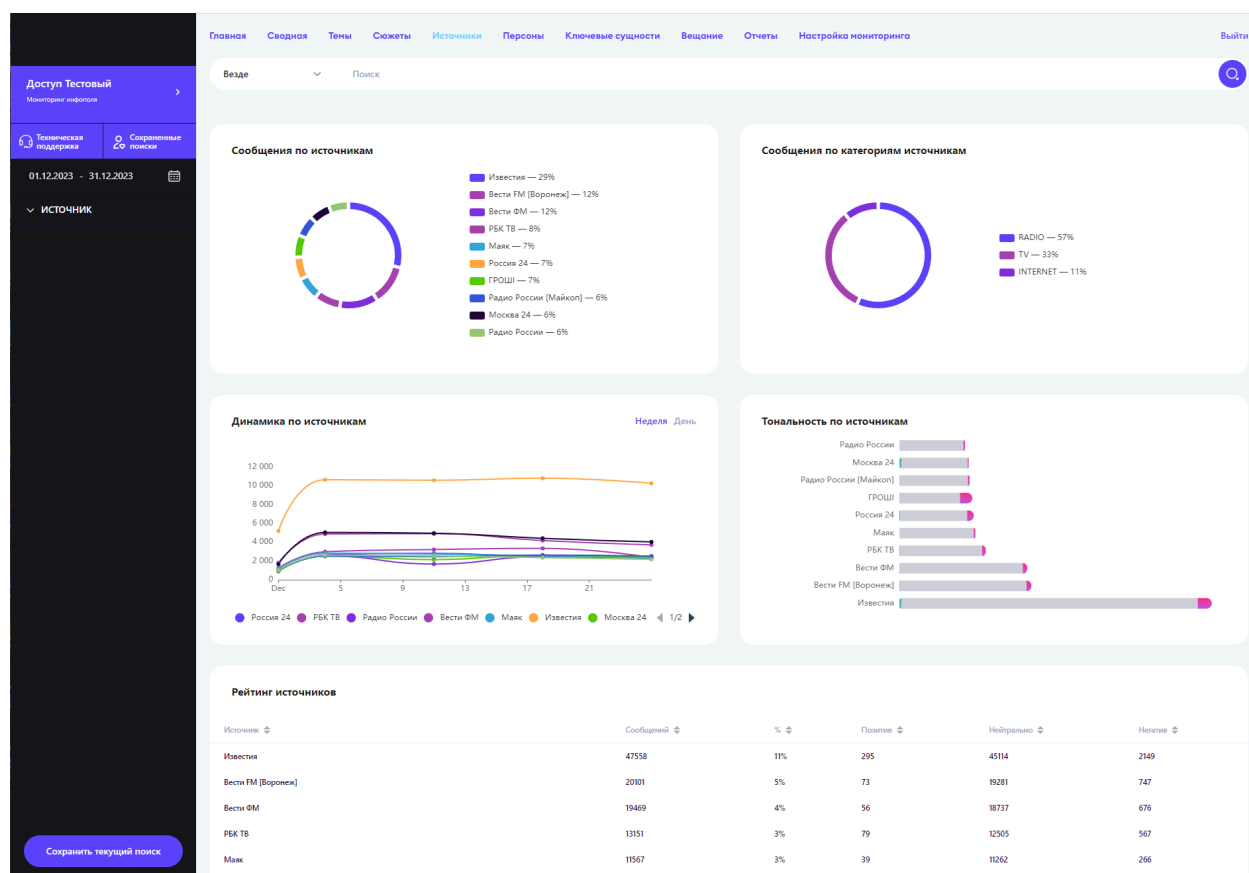 Главная Сводная Темы Сюжеты Источники Персоны Ключевые сущности Вещание Отчеты Настройка мониторинга Выйти
Везде Поиск
Доступ Тестовый
Мониторинг инфополя
Техническая поддержка
Сохраненные поиски
01.12.2023 - 31.12.2023
ИСТОЧНИК
Сохранить текущий поиск
Сообщения по источникам
Известия — 29%
Вести FM [Воронеж] — 12%
Вести ФМ — 12%
РБК ТВ — 8%
Маяк — 7%
Россия 24 — 7%
ГРОШІ — 7%
Радио России [Майкоп] — 6%
Москва 24 — 6%
Радио России — 6%
Сообщения по категориям источников
RADIO — 57%
TV — 33%
INTERNET — 11%
Динамика по источникам Неделя День
12 000
10 000
8 000
6 000
4 000
2 000
0
Dec 5 9 13 17 21
Россия 24 РБК ТВ Радио России Вести ФМ Маяк Известия Москва 24 1/2
Тональность по источникам
Радио России
Москва 24
Радио России [Майкоп]
ГРОШІ
Россия 24
Маяк
РБК ТВ
Вести ФМ
Вести FM [Воронеж]
Известия
Рейтинг источников
Источник Сообщений % Позитив Нейтрально Негатив
Известия 47558 11% 295 45114 2149
Вести FM [Воронеж] 20101 5% 73 19281 747
Вести ФМ 19469 4% 56 18737 676
РБК ТВ 13151 3% 79 12505 567
Маяк 11567 3% 39 11262 266